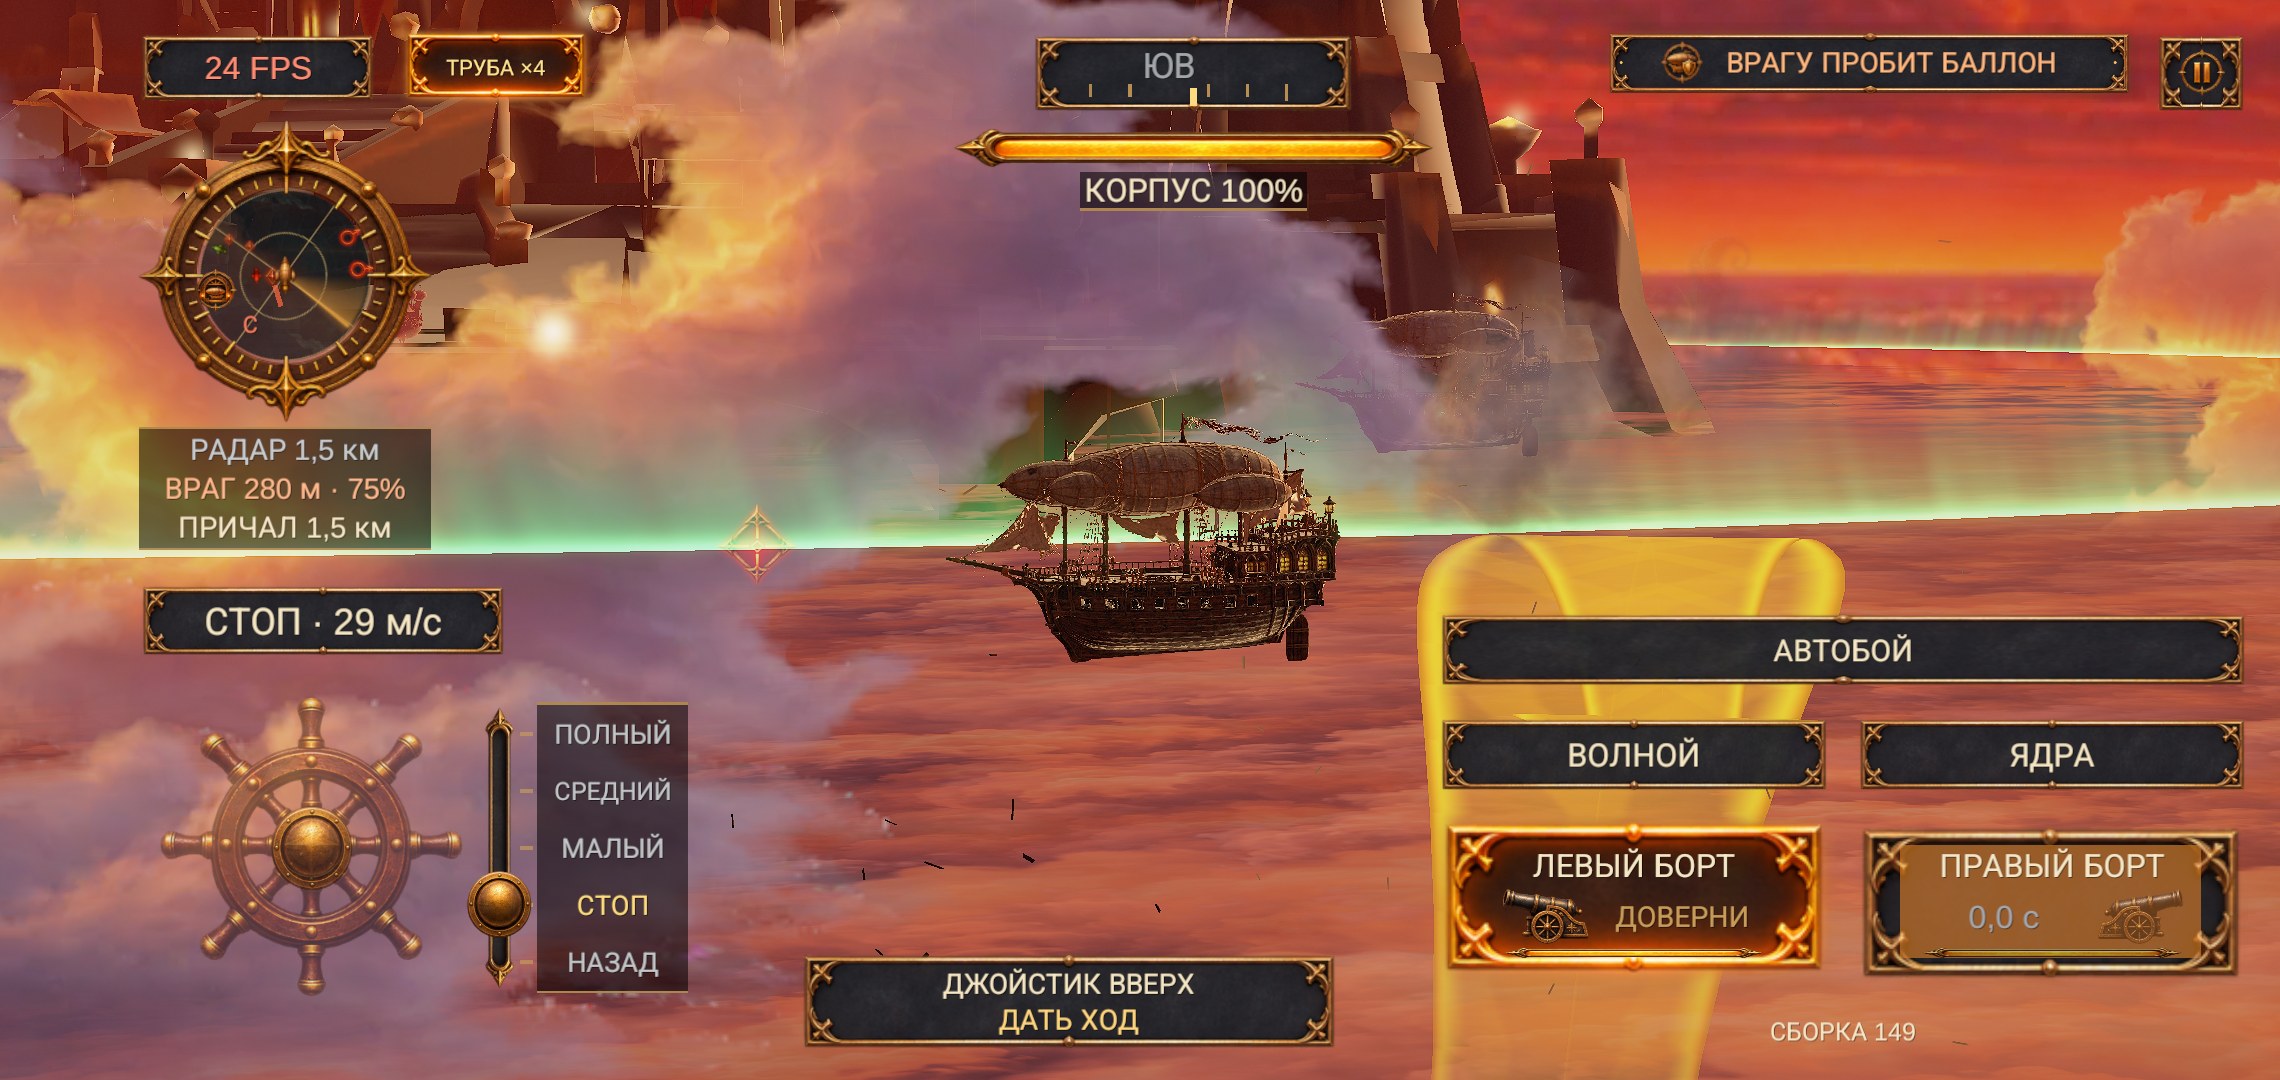 24 FPS
ТРУБА ×4
ЮВ
ВРАГУ ПРОБИТ БАЛЛОН
КОРПУС 100%
С
РАДАР 1,5 км
ВРАГ 280 м · 75%
ПРИЧАЛ 1,5 км
СТОП · 29 м/с
ПОЛНЫЙ
СРЕДНИЙ
МАЛЫЙ
СТОП
НАЗАД
АВТОБОЙ
ВОЛНОЙ
ЯДРА
ЛЕВЫЙ БОРТ
ДОВЕРНИ
ПРАВЫЙ БОРТ
0,0 с
ДЖОЙСТИК ВВЕРХ
ДАТЬ ХОД
СБОРКА 149